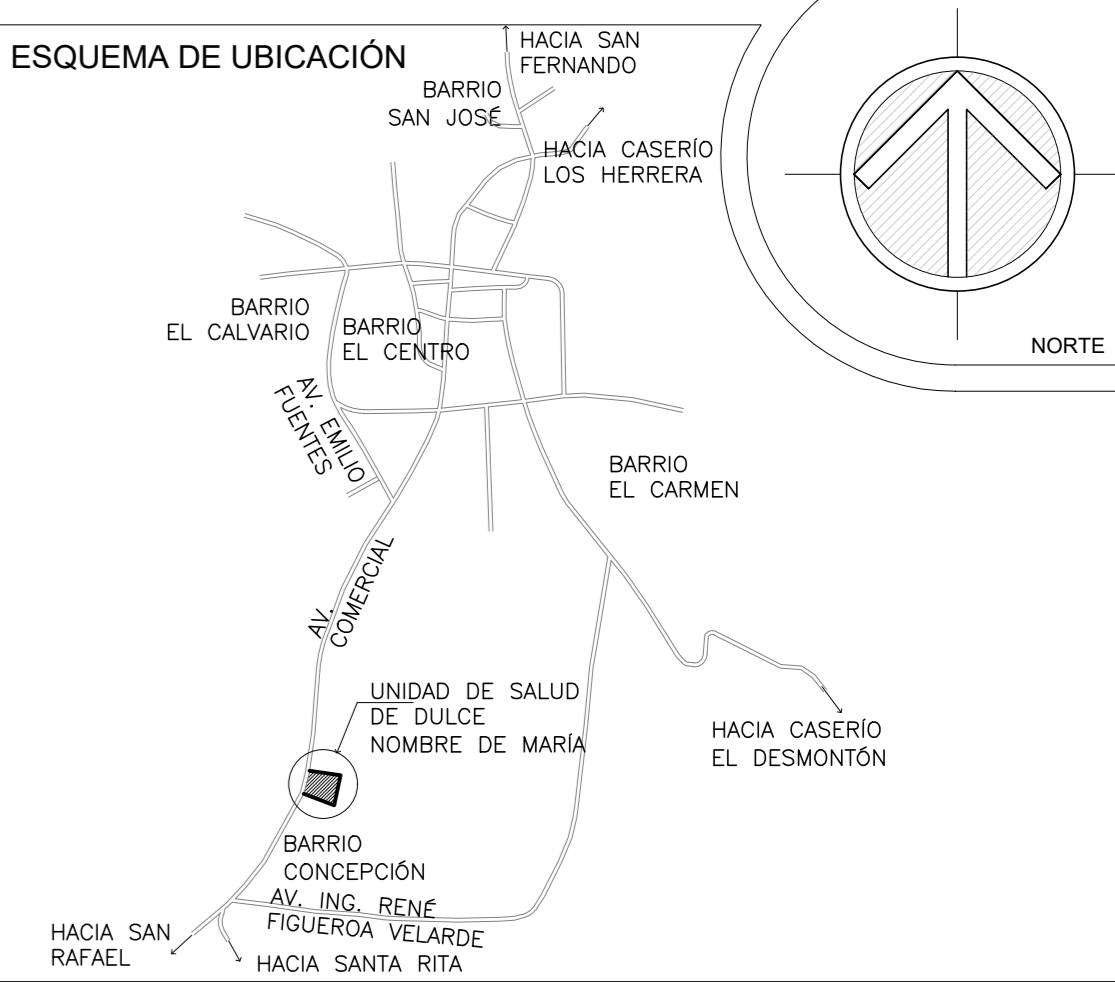 ESQUEMA DE UBICACIÓN
HACIA SAN
FERNANDO
BARRIO
SAN JOSÉ
HACIA CASERÍO
LOS HERRERA
NORTE
BARRIO
EL CALVARIO
BARRIO
EL CENTRO
AV. EMILIO
FUENTES
BARRIO
EL CARMEN
AV.
COMERCIAL
UNIDAD DE SALUD
DE DULCE
NOMBRE DE MARÍA
HACIA CASERÍO
EL DESMONTÓN
BARRIO
CONCEPCIÓN
AV. ING. RENÉ
FIGUEROA VELARDE
HACIA SAN
RAFAEL
HACIA SANTA RITA